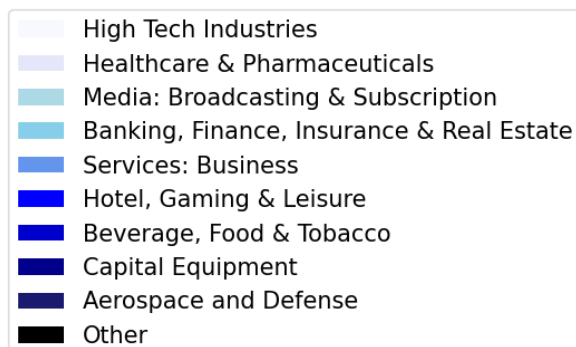 High Tech Industries
Healthcare & Pharmaceuticals
Media: Broadcasting & Subscription
Banking, Finance, Insurance & Real Estate
Services: Business
Hotel, Gaming & Leisure
Beverage, Food & Tobacco
Capital Equipment
Aerospace and Defense
Other